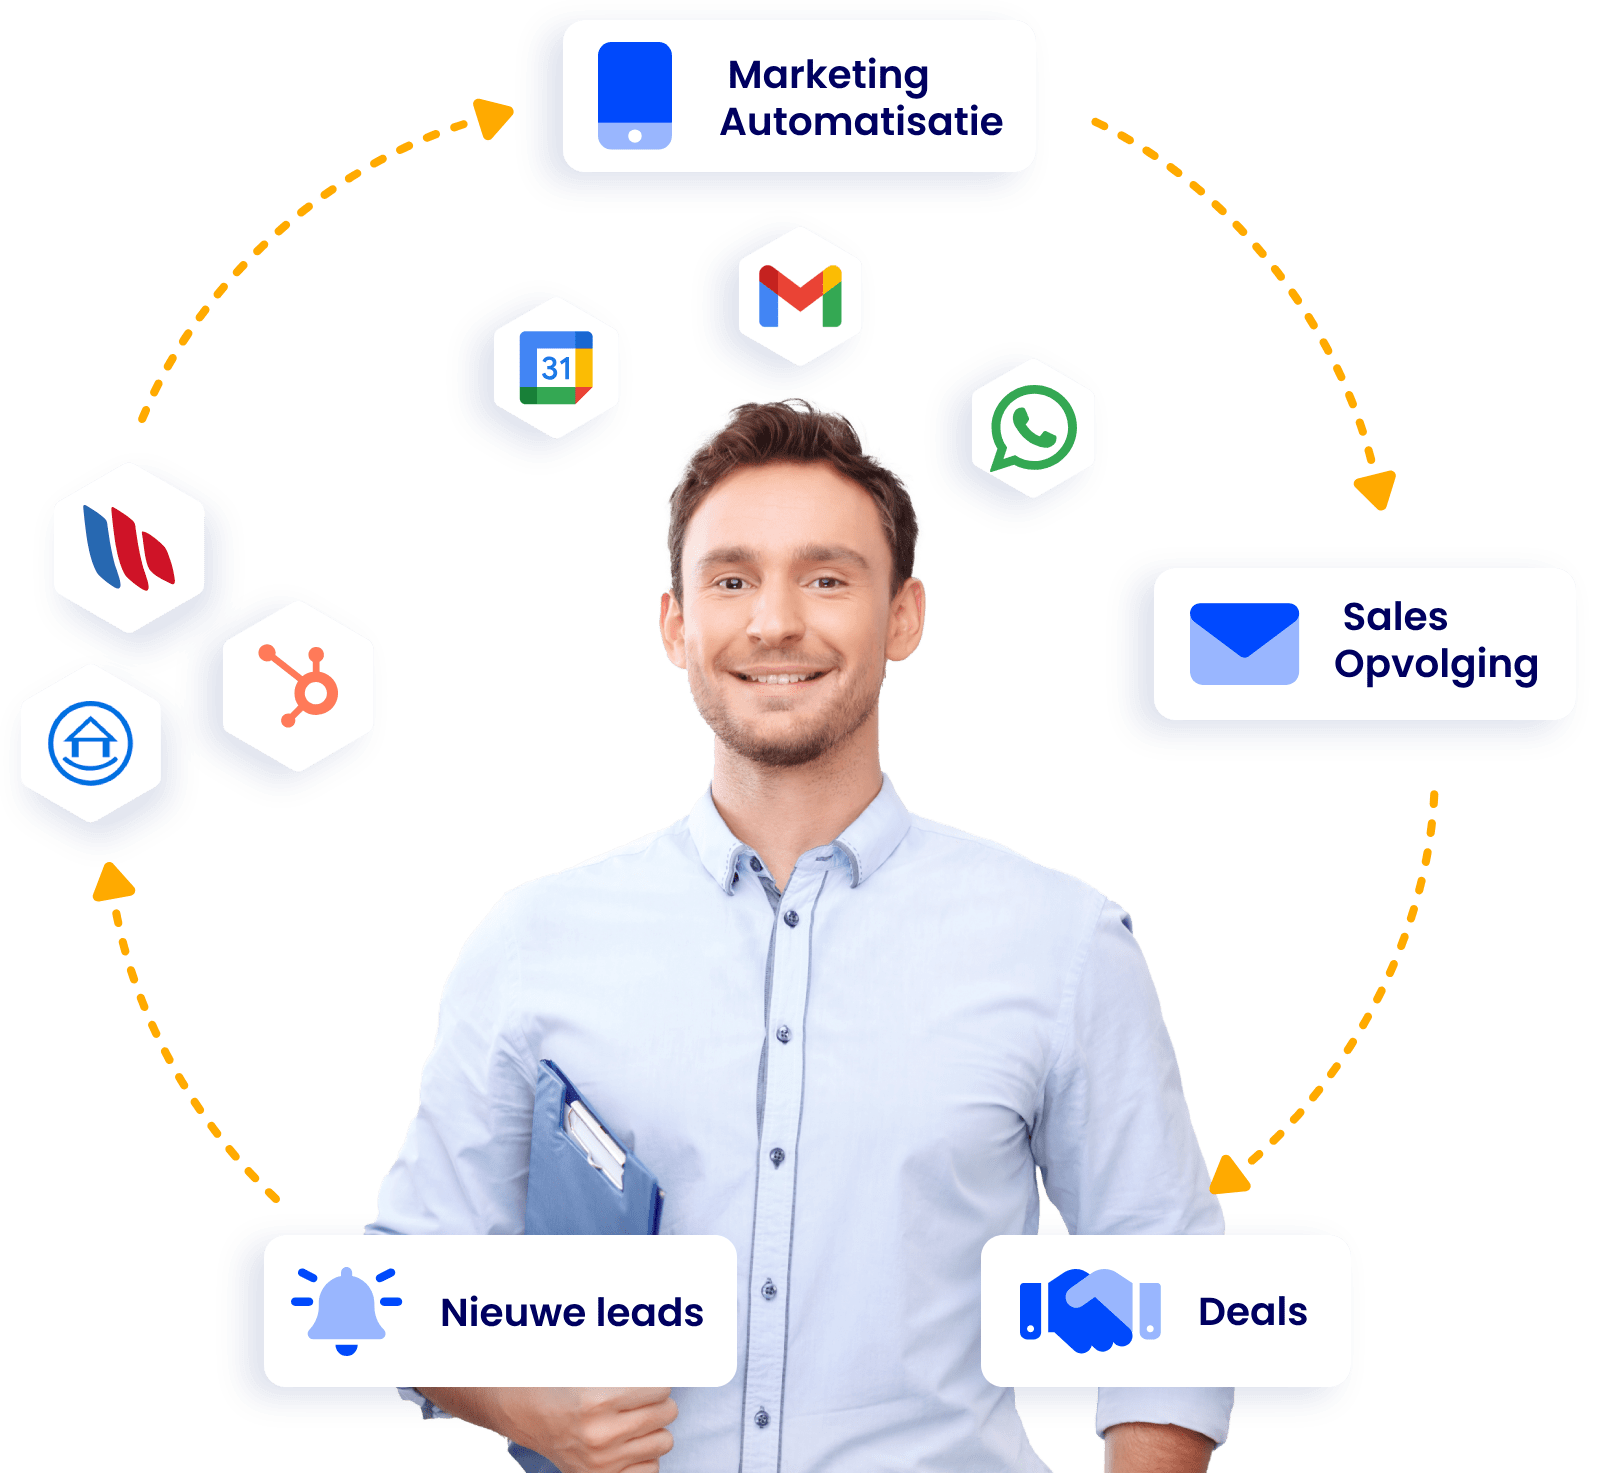 Marketing
Automatisatie
31
Sales
Opvolging
Nieuwe leads
Deals